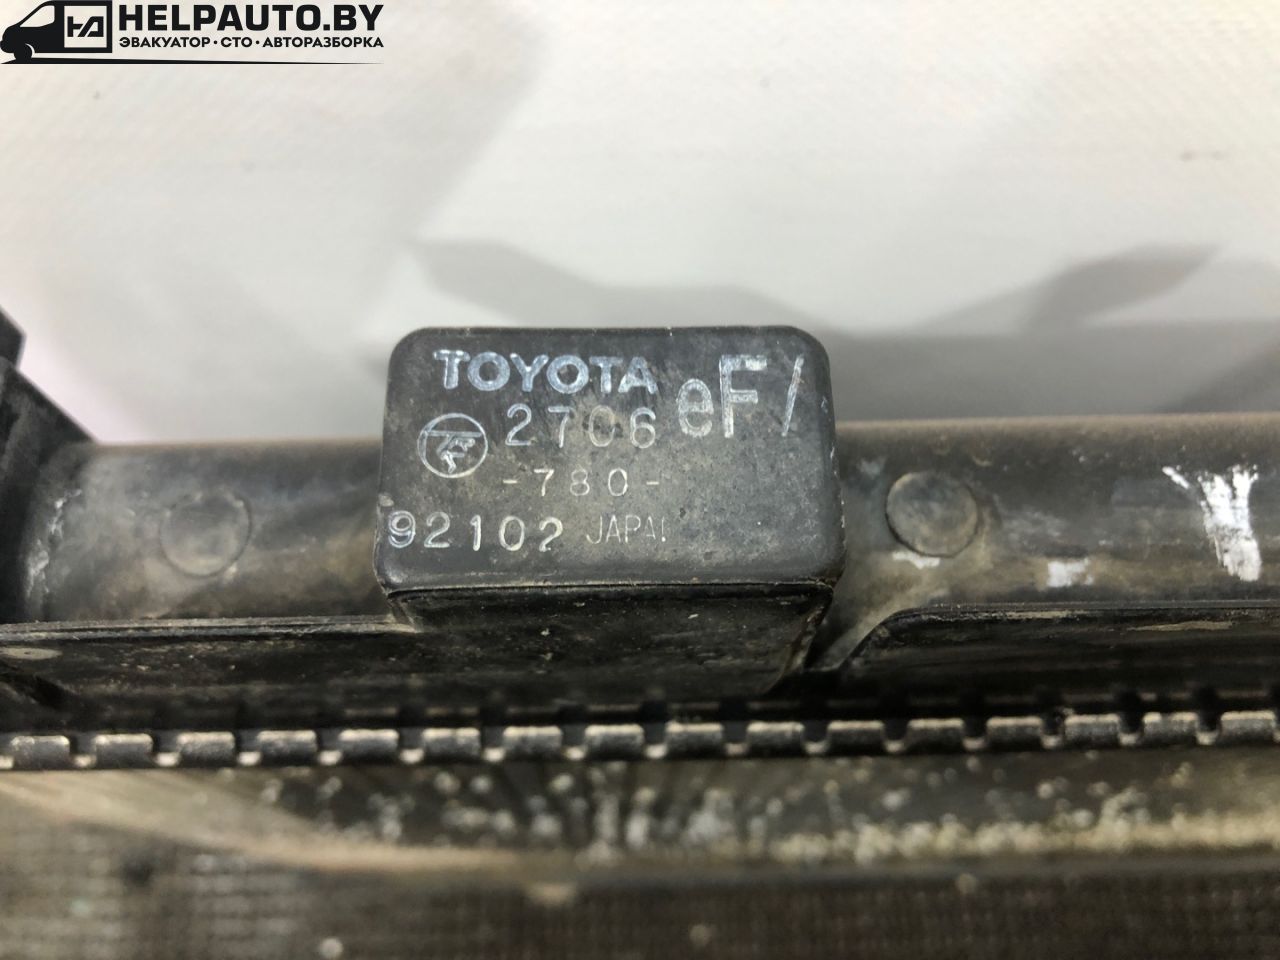 HELPAUTO.BY
ЭВАКУАТОР·СТО·АВТОРАЗБОРКА
TOYOTA eF/
2706
-780-
92102 JAPAN